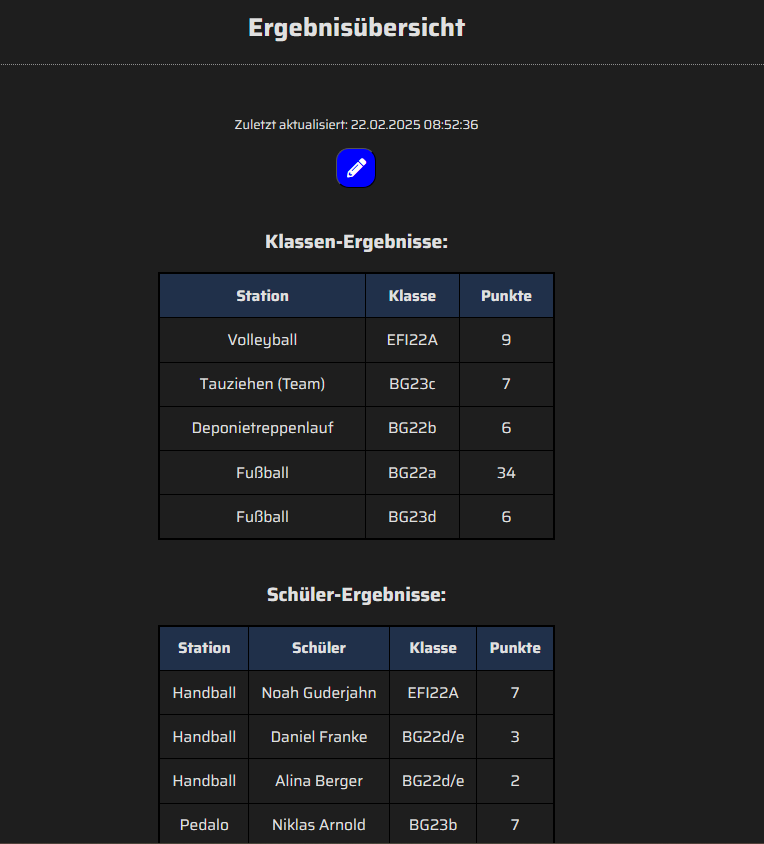 Ergebnisübersicht
Zuletzt aktualisiert: 22.02.2025 08:52:36
Klassen-Ergebnisse:
Station Klasse Punkte
Volleyball EFI22A 9
Tauziehen (Team) BG23c 7
Deponietreppenlauf BG22b 6
Fußball BG22a 34
Fußball BG23d 6
Schüler-Ergebnisse:
Station Schüler Klasse Punkte
Handball Noah Guderjahn EFI22A 7
Handball Daniel Franke BG22d/e 3
Handball Alina Berger BG22d/e 2
Pedalo Niklas Arnold BG23b 7